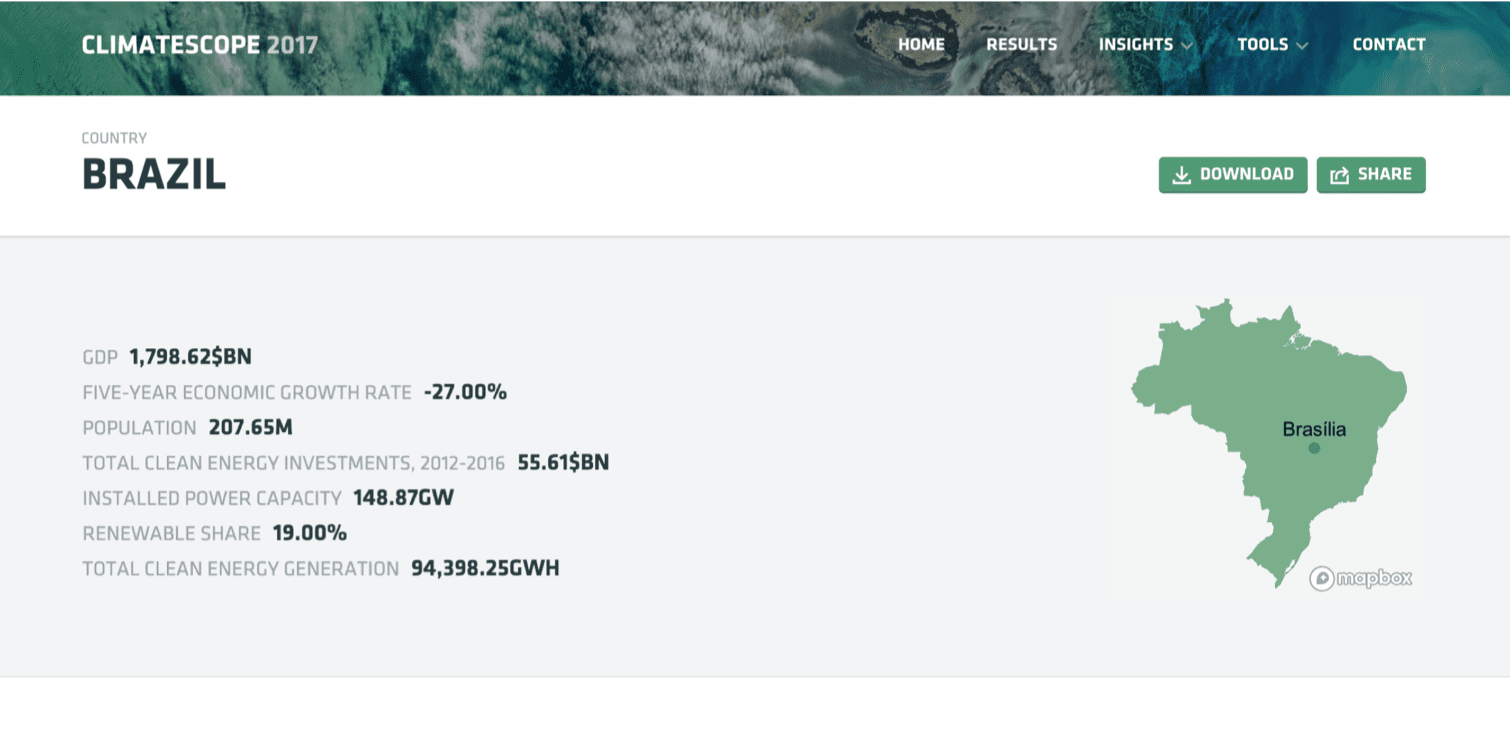 CLIMATESCOPE 2017
HOME RESULTS INSIGHTS TOOLS CONTACT
COUNTRY
BRAZIL
DOWNLOAD SHARE
GDP 1,798.62$BN
FIVE-YEAR ECONOMIC GROWTH RATE -27.00%
POPULATION 207.65M
TOTAL CLEAN ENERGY INVESTMENTS, 2012-2016 55.61$BN
INSTALLED POWER CAPACITY 148.87GW
RENEWABLE SHARE 19.00%
TOTAL CLEAN ENERGY GENERATION 94,398.25GWH
Brasília
mapbox